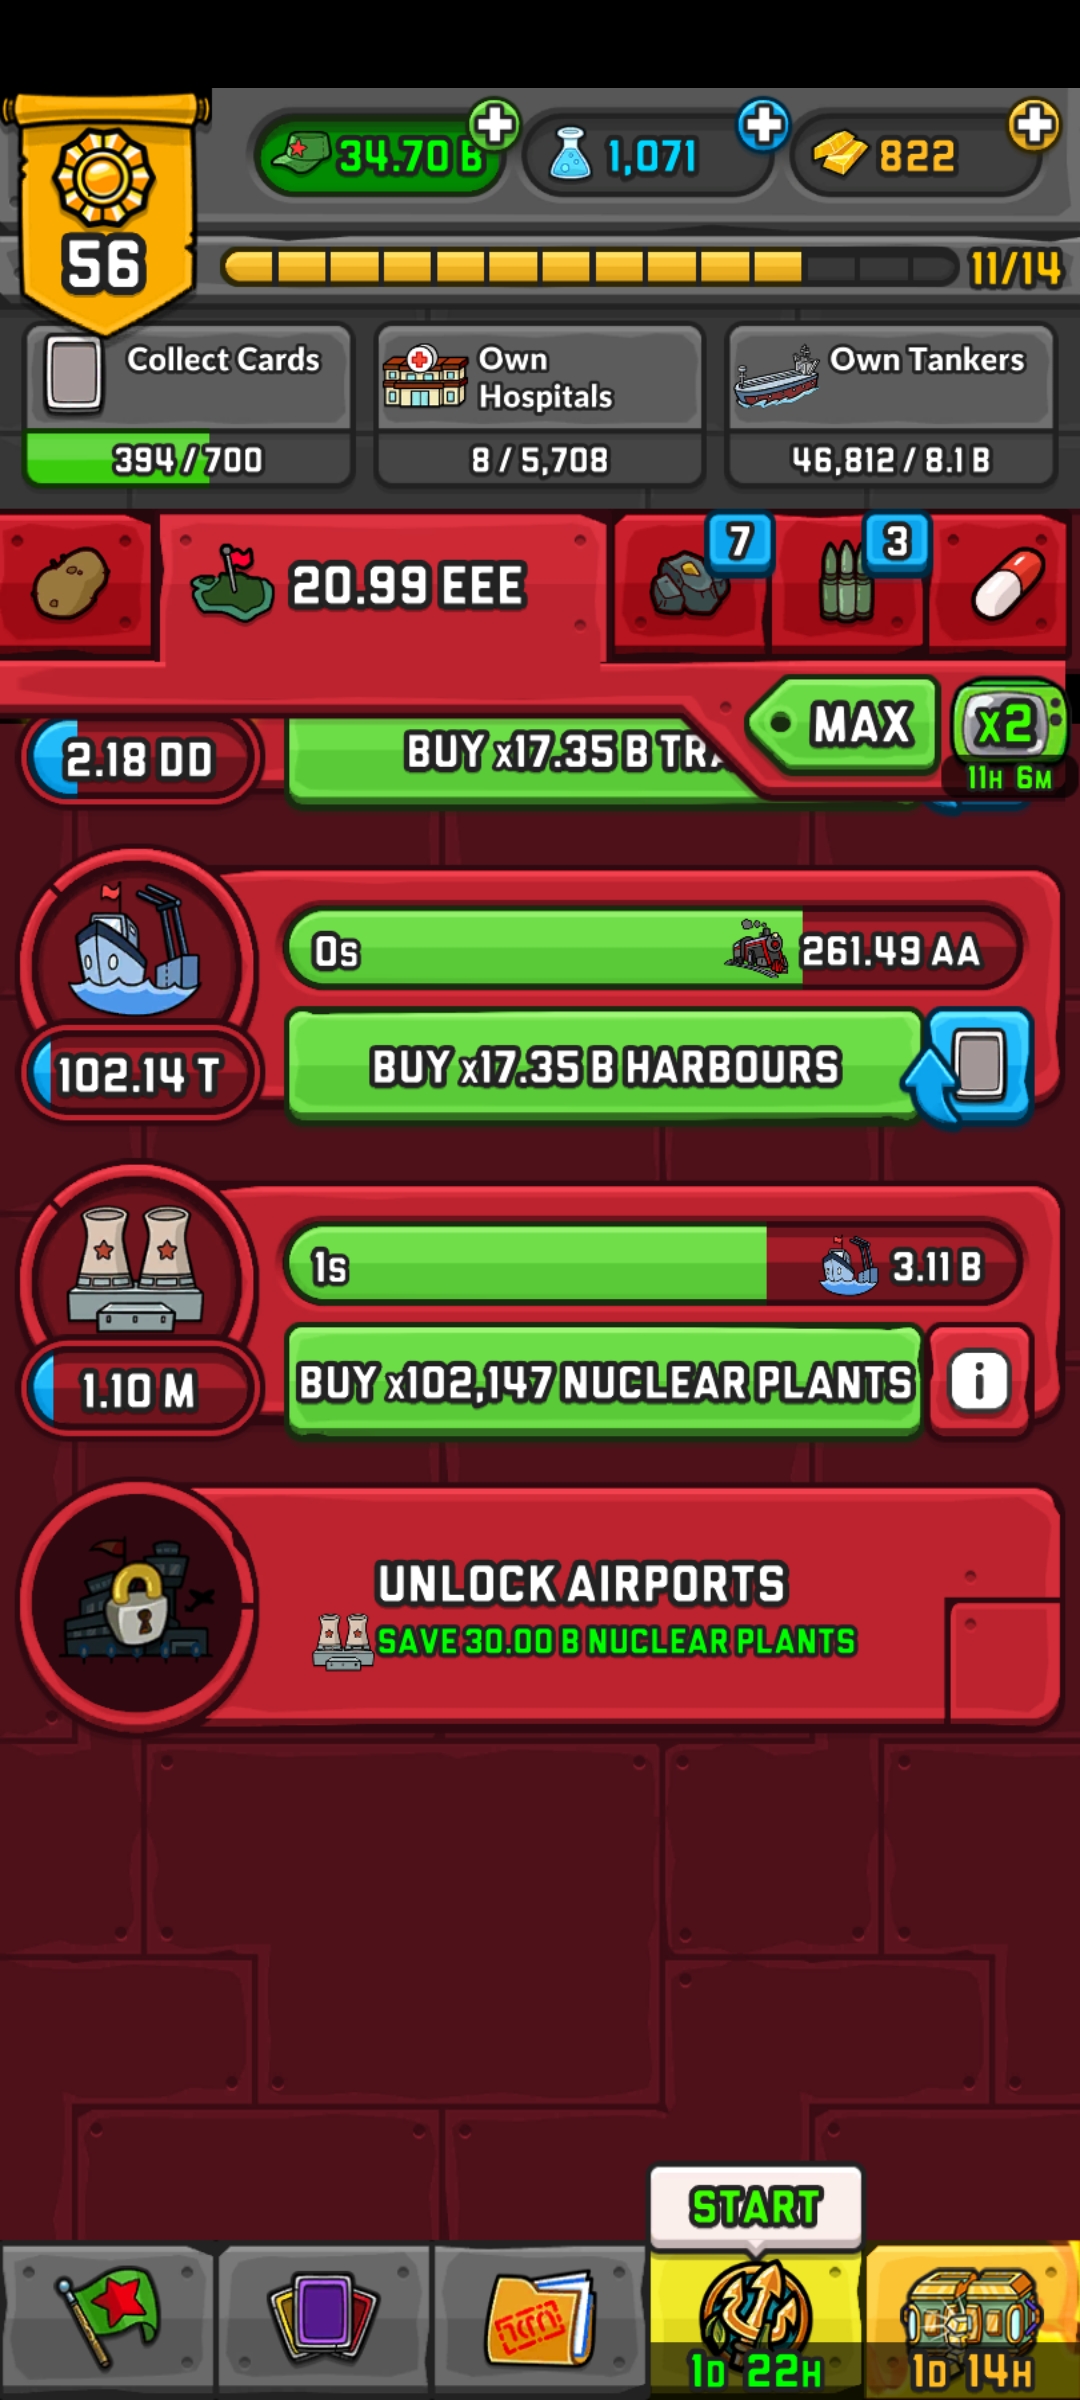 34.70 B
1,071
822
56
11/14
Collect Cards
394/700
Own
Hospitals
8/5,708
Own Tankers
46,812/8.1 B
20.99 EEE
7
3
MAX
x2
11H 6M
2.18 DD
BUY x17.35 B TRA
0s
261.49 AA
102.14 T
BUY x17.35 B HARBOURS
1s
3.11 B
1.10 M
BUY x102,147 NUCLEAR PLANTS
i
UNLOCK AIRPORTS
SAVE 30.00 B NUCLEAR PLANTS
START
1D 22H
1D 14H